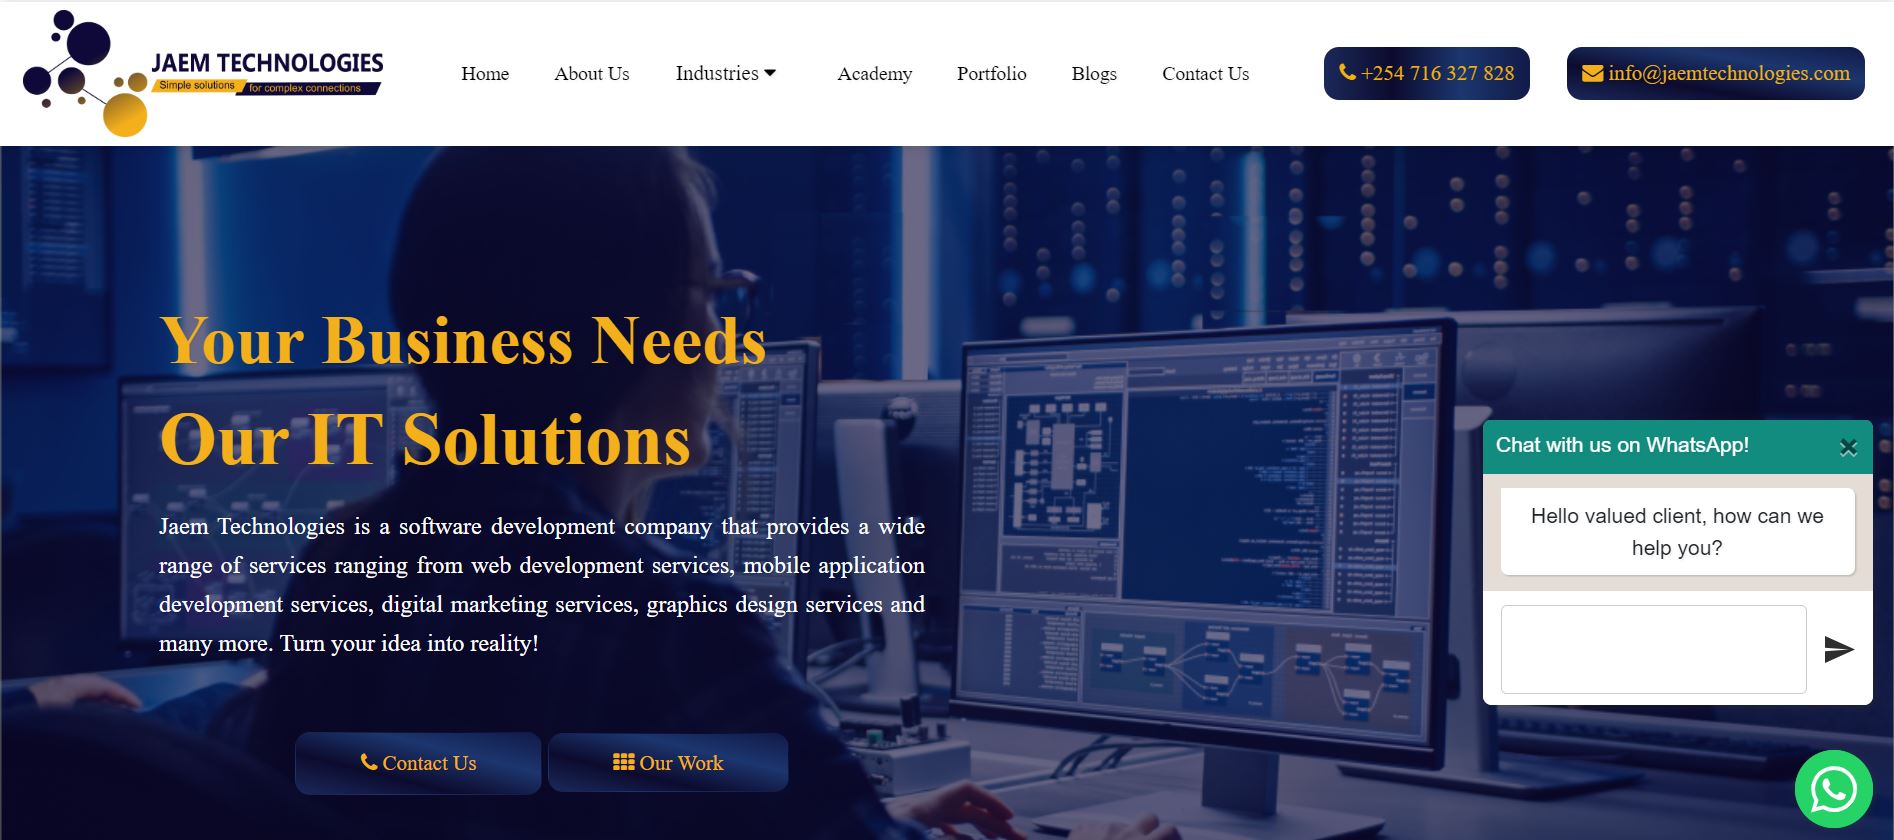 JAEM TECHNOLOGIES
Simple solutions for complex connections
Home About Us Industries Academy Portfolio Blogs Contact Us
+254 716 327 828
info@jaemtechnologies.com
Your Business Needs
Our IT Solutions
Jaem Technologies is a software development company that provides a wide
range of services ranging from web development services, mobile application
development services, digital marketing services, graphics design services and
many more. Turn your idea into reality!
Contact Us
Our Work
Chat with us on WhatsApp!
Hello valued client, how can we
help you?